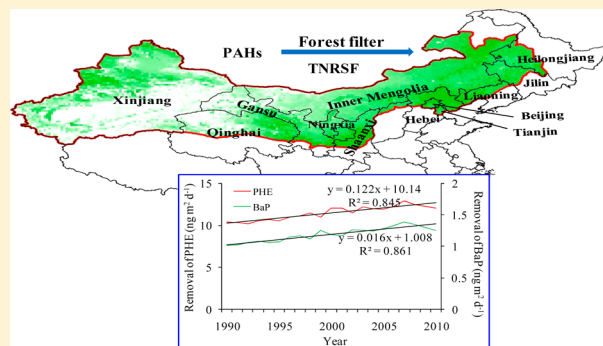 PAHs Forest filter
TNRSF
Heilongjiang
Jilin
Xinjiang
Gansu
Inner Mengolia
Liaoning
Beijing
Qinghai
Ningxia
Hebei
Tianjin
Shaanxi
PHE
BaP
y = 0.122x + 10.14
R² = 0.845
y = 0.016x + 1.008
R² = 0.861
Removal of PHE (ng m² d⁻¹)
15
10
5
0
Removal of BaP (ng m² d⁻¹)
2
1.5
1
0.5
0
1990 1995 2000 2005 2010
Year